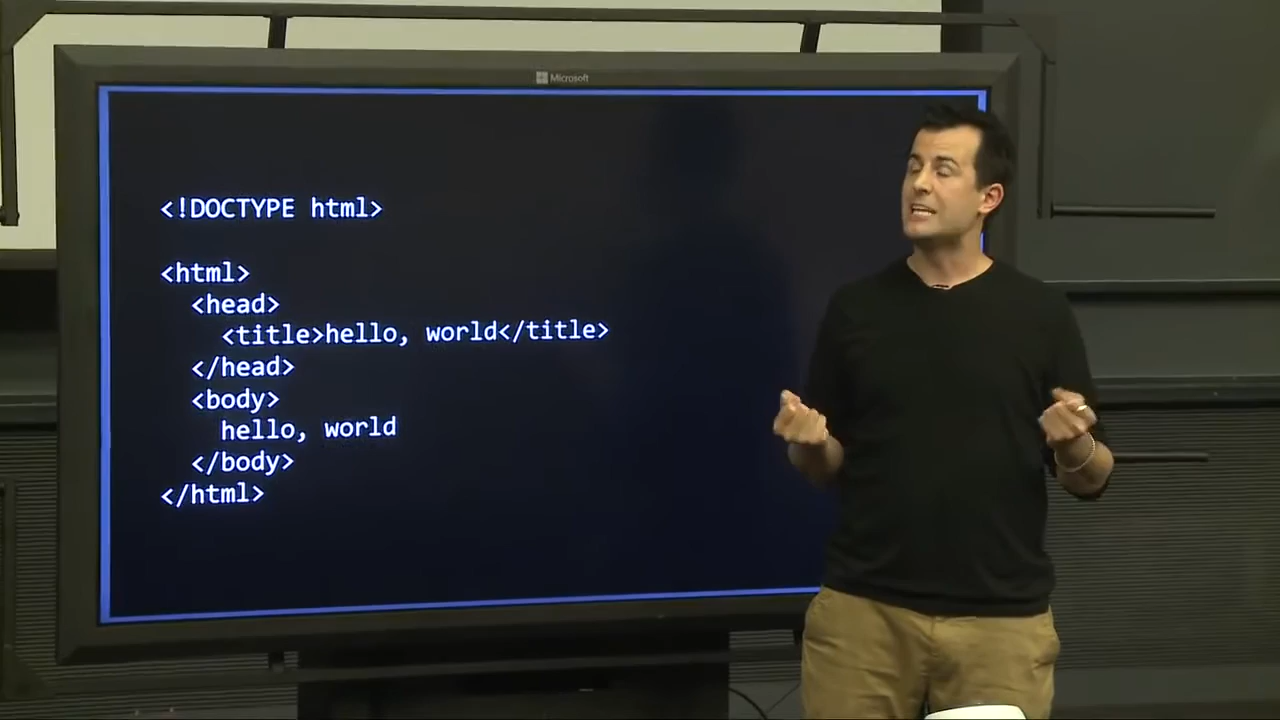 Microsoft
<!DOCTYPE html>
<html>
<head>
<title>hello, world</title>
</head>
<body>
hello, world
</body>
</html>